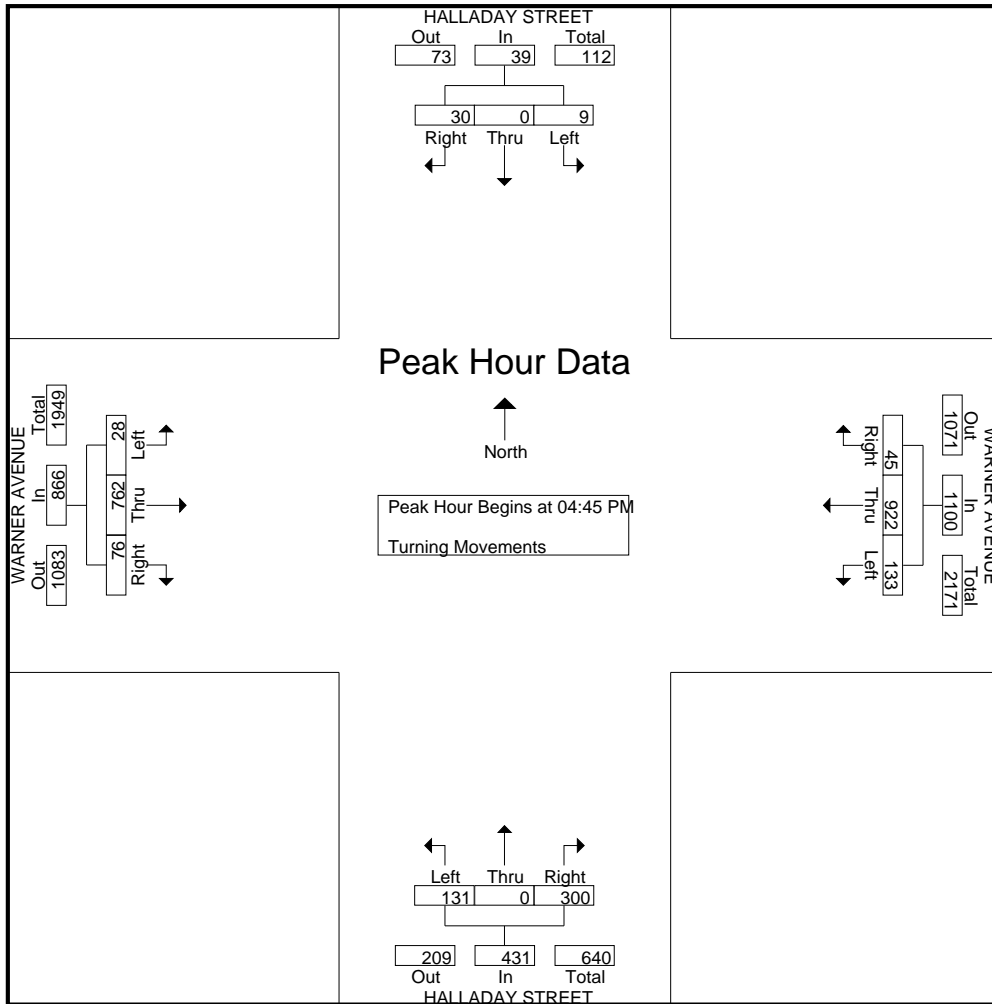 HALLADAY STREET
Out In Total
73 39 112
30 0 9
Right Thru Left
Peak Hour Data
North
Peak Hour Begins at 04:45 PM
Turning Movements
WARNER AVENUE
Out In Total
1083 866 1949
76 762 28
Right Thru Left
WARNER AVENUE
Out In Total
1071 1100 2171
45 922 133
Right Thru Left
Left Thru Right
131 0 300
209 431 640
Out In Total
HALLADAY STREET